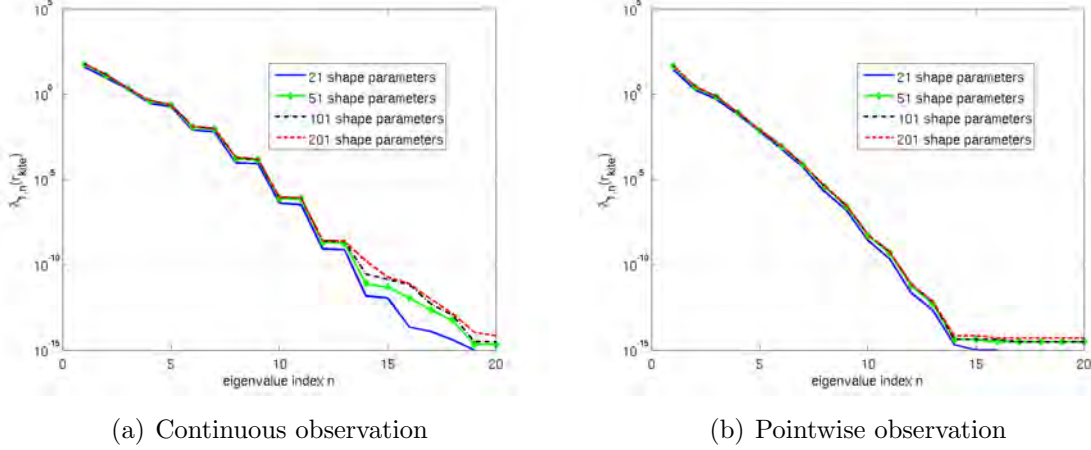 10^5
10^0
10^-5
10^-10
10^-15
λ_{γ,n}(r_kite)
21 shape parameters
51 shape parameters
101 shape parameters
201 shape parameters
0 5 10 15 20
eigenvalue index n
(a) Continuous observation
10^5
10^0
10^-5
10^-10
10^-15
λ_{γ,n}(r_kite)
21 shape parameters
51 shape parameters
101 shape parameters
201 shape parameters
0 5 10 15 20
eigenvalue index n
(b) Pointwise observation